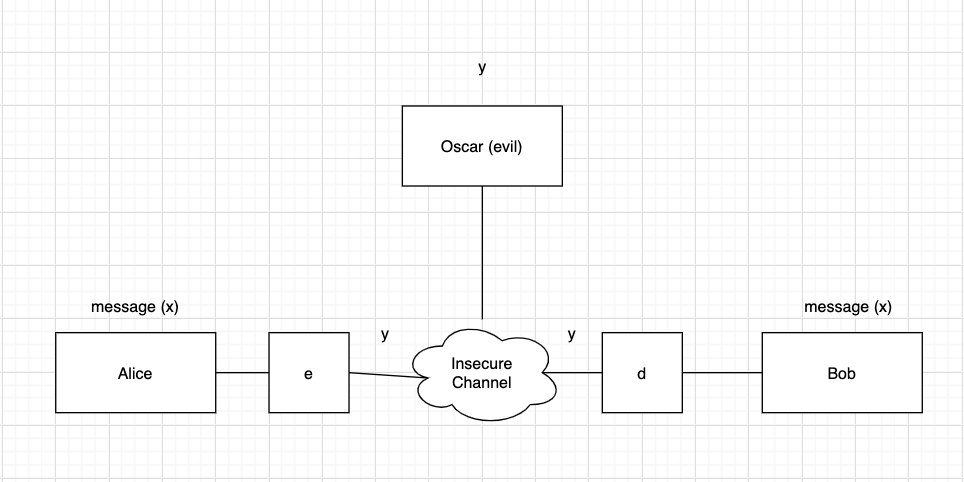 y
Oscar (evil)
message (x)
message (x)
y
y
Alice
e
Insecure
Channel
d
Bob